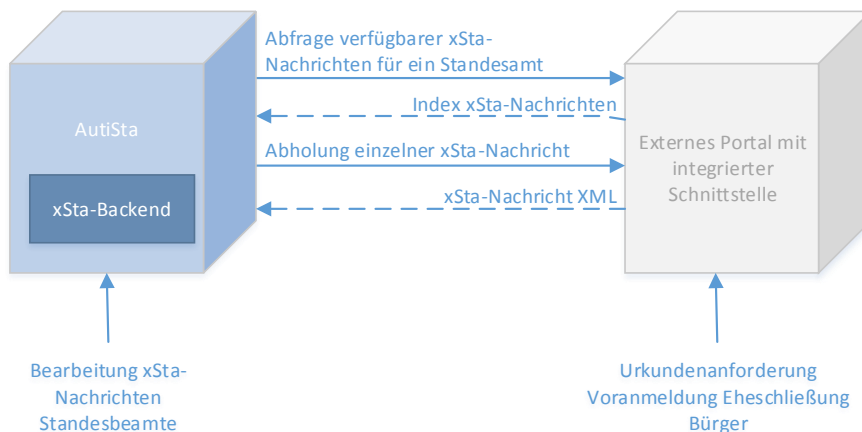 Abfrage verfügbarer xSta-
Nachrichten für ein Standesamt
Index xSta-Nachrichten
AutiSta
Abholung einzelner xSta-Nachricht
Externes Portal mit
integrierter
Schnittstelle
xSta-Backend
xSta-Nachricht XML
Bearbeitung xSta-
Nachrichten
Standesbeamte
Urkundenanforderung
Voranmeldung Eheschließung
Bürger